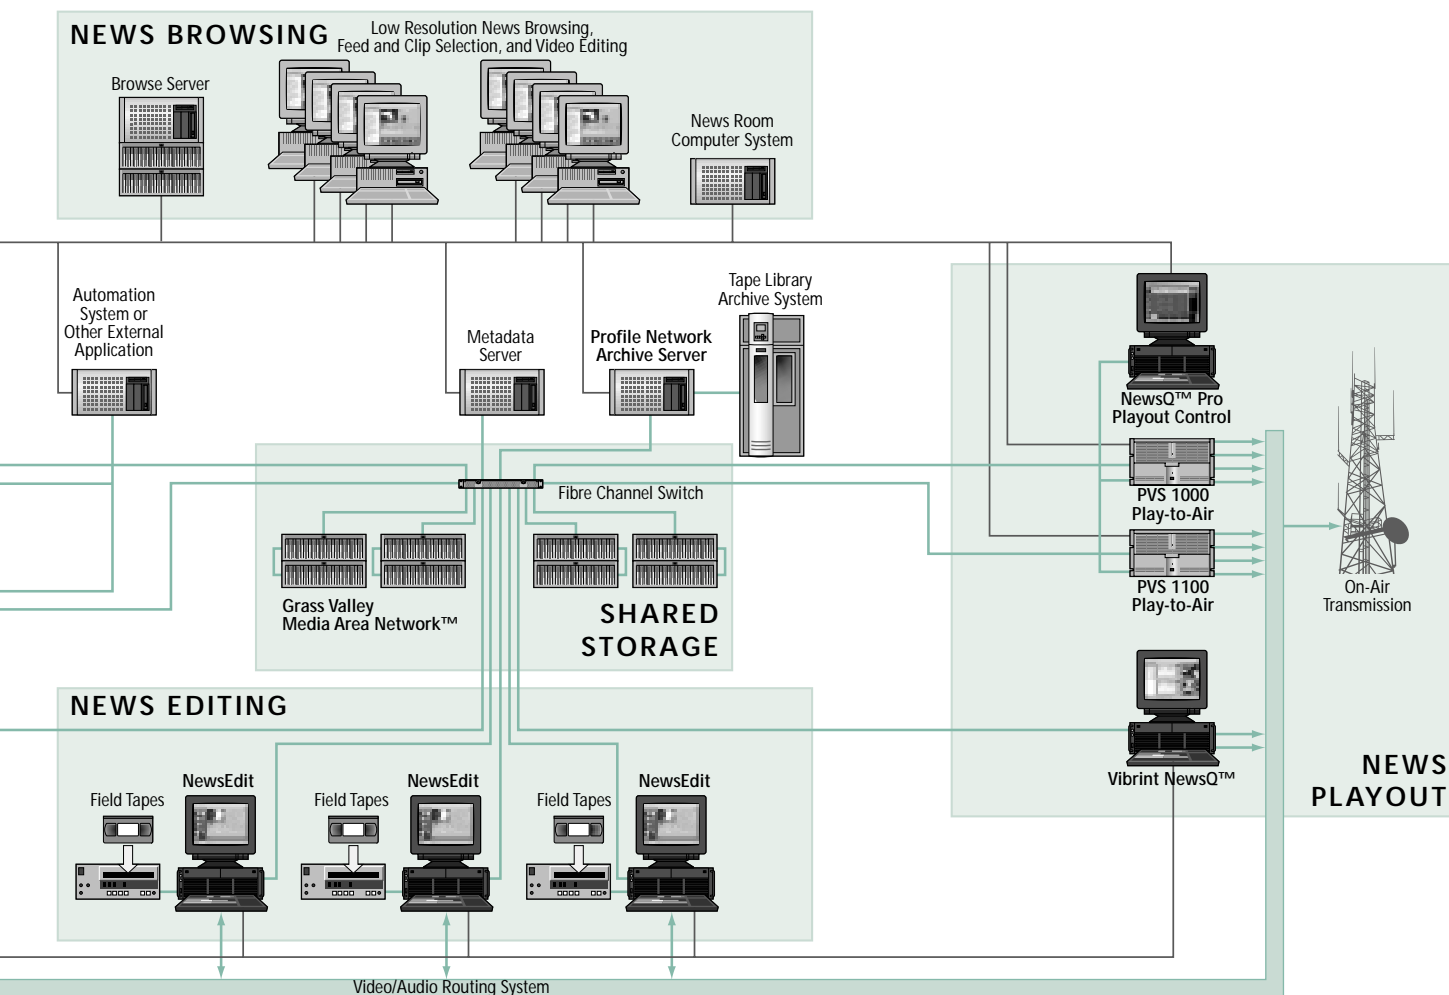 NEWS BROWSING
Low Resolution News Browsing,
Feed and Clip Selection, and Video Editing
Browse Server
News Room
Computer System
Automation
System or
Other External
Application
Metadata
Server
Profile Network
Archive Server
Tape Library
Archive System
NewsQ™ Pro
Playout Control
Fibre Channel Switch
PVS 1000
Play-to-Air
PVS 1100
Play-to-Air
On-Air
Transmission
Grass Valley
Media Area Network™
SHARED
STORAGE
NEWS EDITING
Vibrint NewsQ™
NEWS
PLAYOUT
NewsEdit
Field Tapes
NewsEdit
Field Tapes
NewsEdit
Field Tapes
Video/Audio Routing System